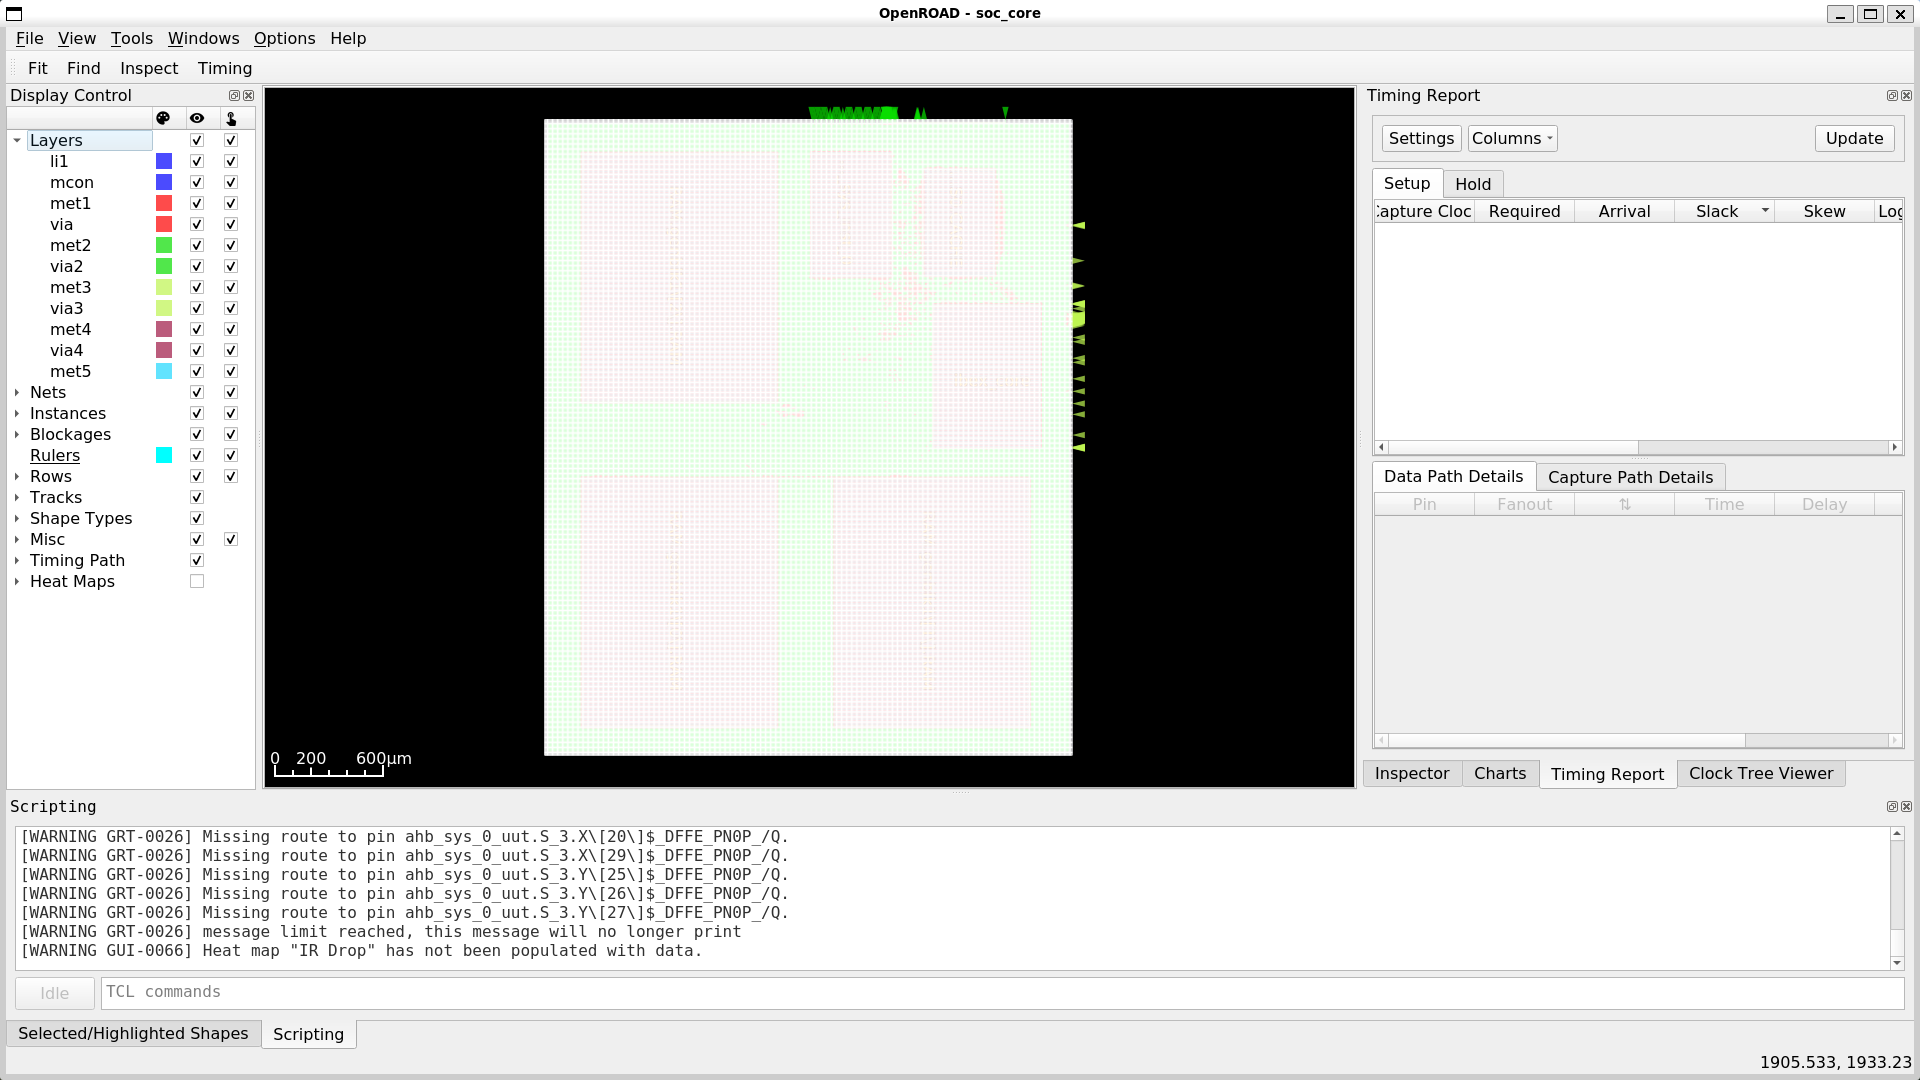 OpenROAD - soc_core
File View Tools Windows Options Help
Fit Find Inspect Timing
Display Control
Layers
li1
mcon
met1
via
met2
via2
met3
via3
met4
via4
met5
Nets
Instances
Blockages
Rulers
Rows
Tracks
Shape Types
Misc
Timing Path
Heat Maps
0 200 600µm
Timing Report
Settings Columns Update
Setup Hold
Capture Cloc Required Arrival Slack Skew Log
Data Path Details Capture Path Details
Pin Fanout ⇅ Time Delay
Inspector Charts Timing Report Clock Tree Viewer
Scripting
[WARNING GRT-0026] Missing route to pin ahb_sys_0_uut.S_3.X\[20\]$_DFFE_PN0P_/Q.
[WARNING GRT-0026] Missing route to pin ahb_sys_0_uut.S_3.X\[29\]$_DFFE_PN0P_/Q.
[WARNING GRT-0026] Missing route to pin ahb_sys_0_uut.S_3.Y\[25\]$_DFFE_PN0P_/Q.
[WARNING GRT-0026] Missing route to pin ahb_sys_0_uut.S_3.Y\[26\]$_DFFE_PN0P_/Q.
[WARNING GRT-0026] Missing route to pin ahb_sys_0_uut.S_3.Y\[27\]$_DFFE_PN0P_/Q.
[WARNING GRT-0026] message limit reached, this message will no longer print
[WARNING GUI-0066] Heat map "IR Drop" has not been populated with data.
Idle TCL commands
Selected/Highlighted Shapes Scripting
1905.533, 1933.23